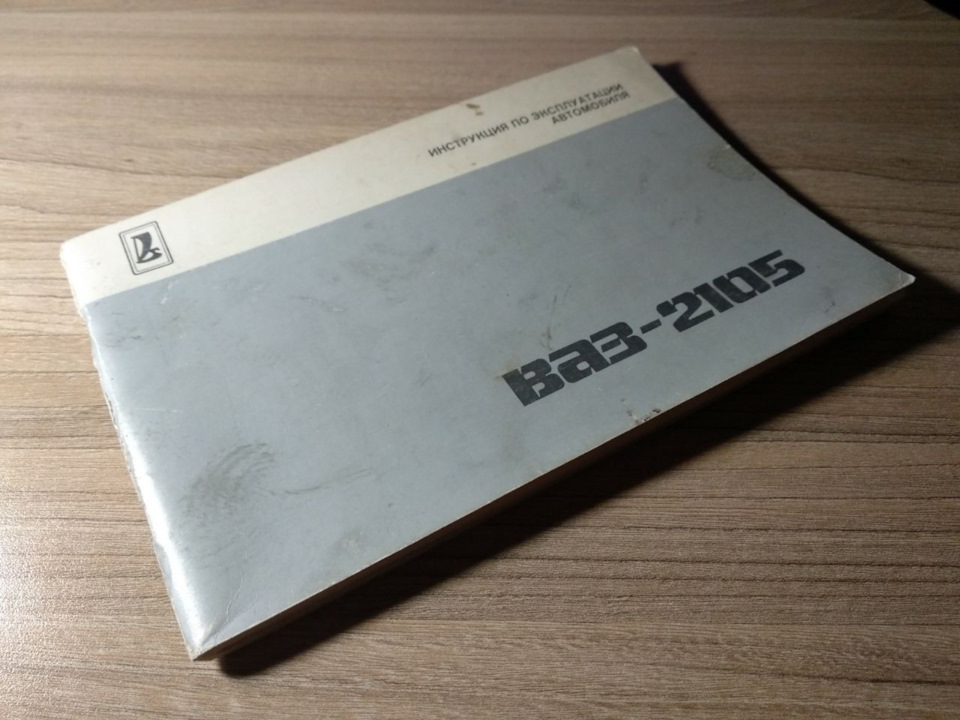 ИНСТРУКЦИЯ ПО ЭКСПЛУАТАЦИИ
АВТОМОБИЛЯ
ВАЗ-2105